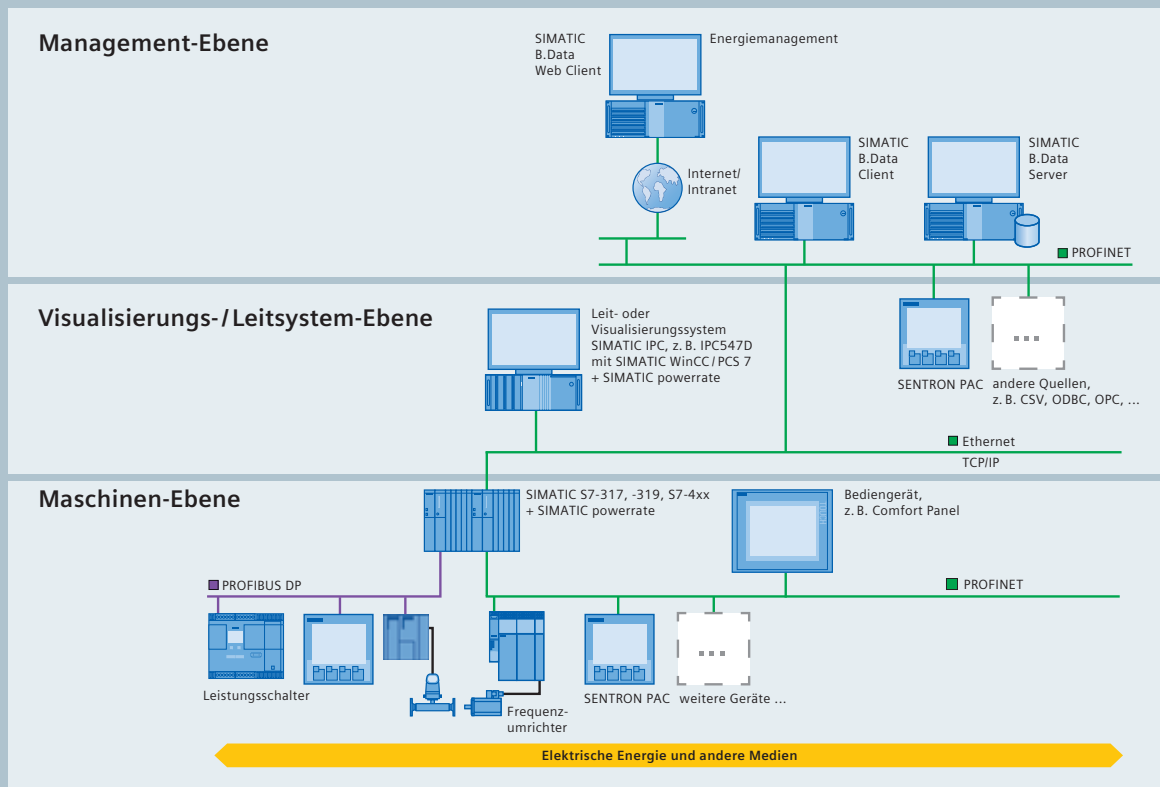 Management-Ebene
SIMATIC
B.Data
Web Client
Energiemanagement
Internet/
Intranet
SIMATIC
B.Data
Client
SIMATIC
B.Data
Server
PROFINET
Visualisierungs-/Leitsystem-Ebene
Leit- oder
Visualisierungssystem
SIMATIC IPC, z. B. IPC547D
mit SIMATIC WinCC/PCS 7
+ SIMATIC powerrate
SENTRON PAC
...
andere Quellen,
z. B. CSV, ODBC, OPC, ...
Ethernet
TCP/IP
Maschinen-Ebene
SIMATIC S7-317, -319, S7-4xx
+ SIMATIC powerrate
TOUCH
Bediengerät,
z. B. Comfort Panel
PROFIBUS DP
PROFINET
Leistungsschalter
Frequenz-
umrichter
SENTRON PAC
...
weitere Geräte ...
Elektrische Energie und andere Medien